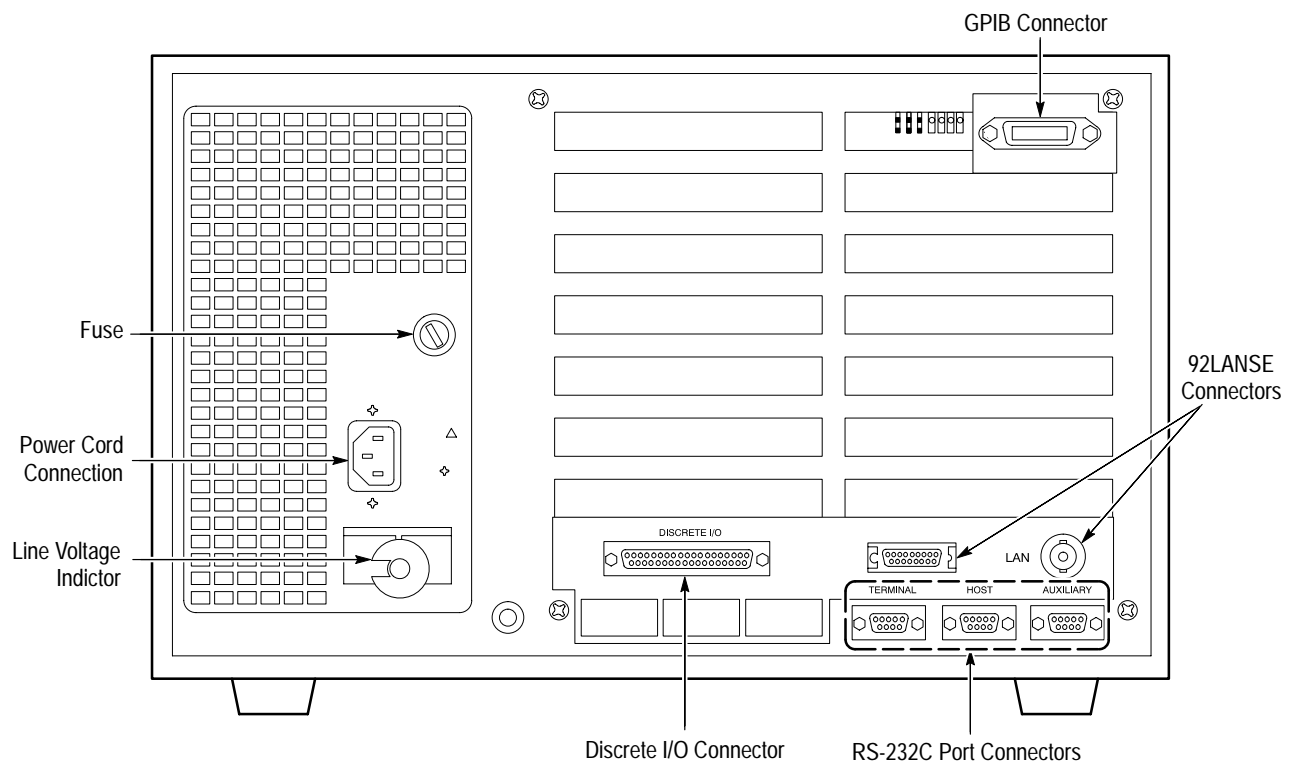 GPIB Connector
Fuse
92LANSE
Connectors
Power Cord
Connection
DISCRETE I/O
Line Voltage
Indictor
LAN
TERMINAL
HOST
AUXILIARY
Discrete I/O Connector
RS-232C Port Connectors